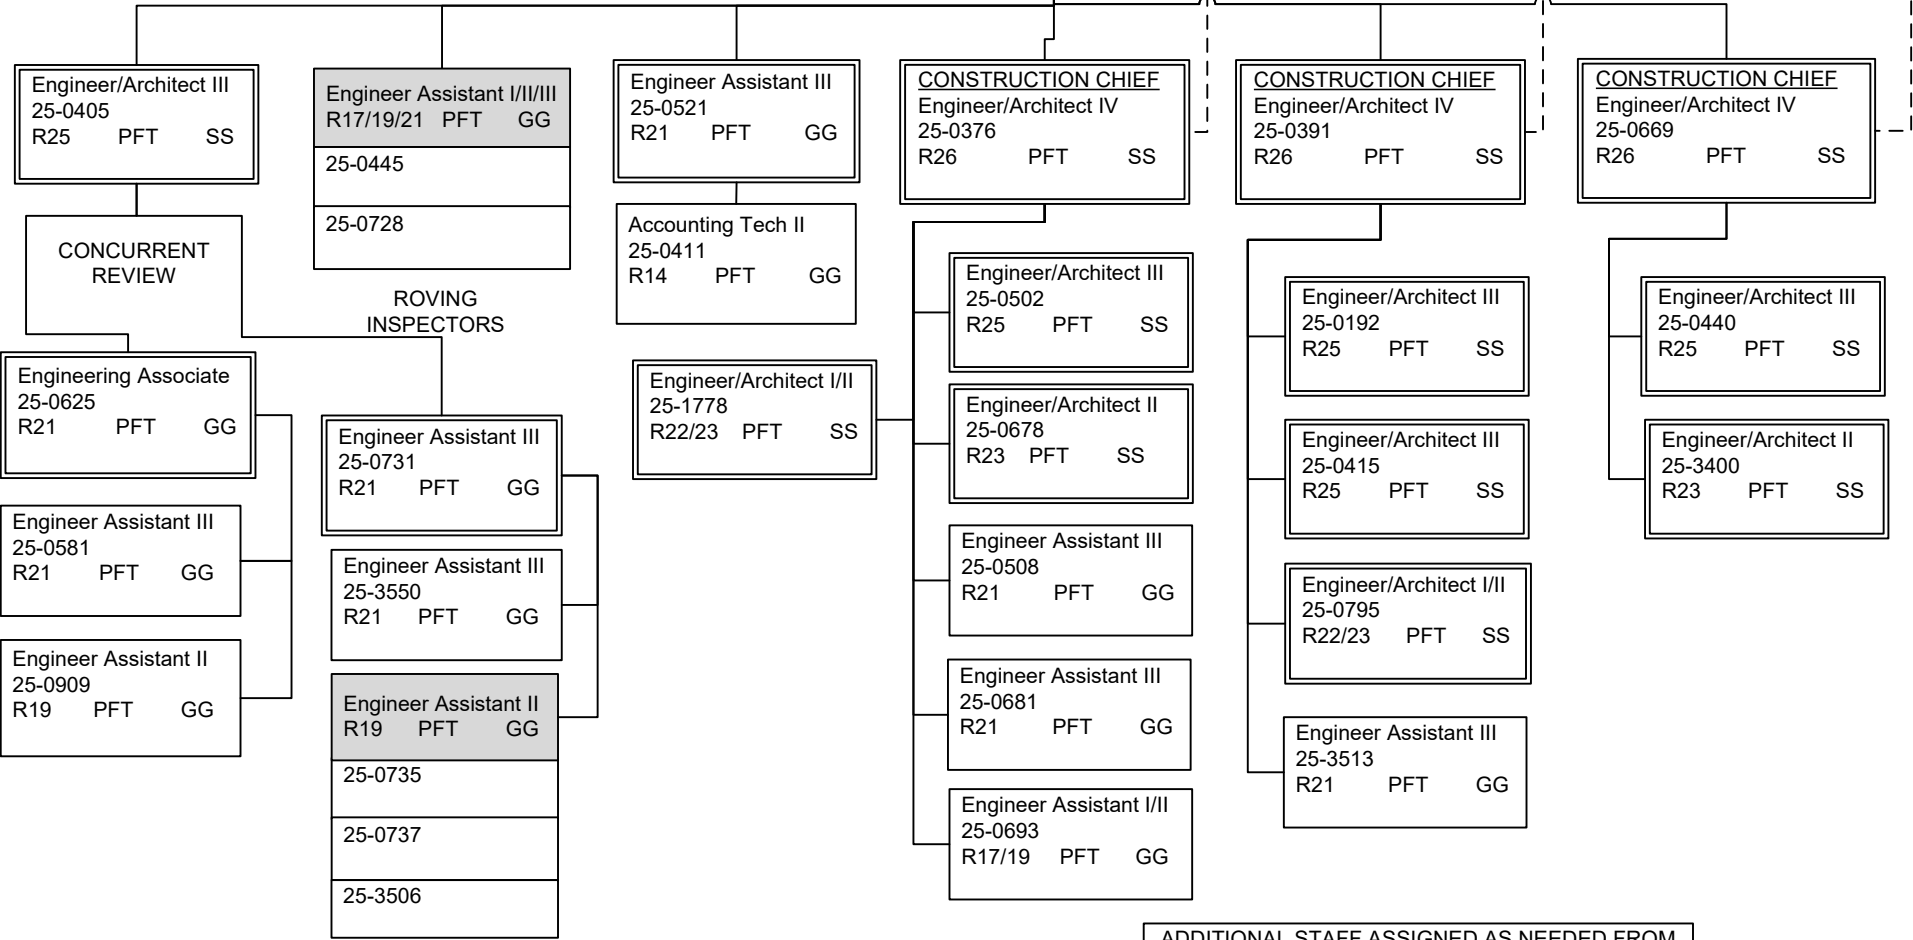 Engineer/Architect III
25-0405
R25 PFT SS
Engineer Assistant I/II/III
R17/19/21 PFT GG
25-0445
25-0728
Engineer Assistant III
25-0521
R21 PFT GG
Accounting Tech II
25-0411
R14 PFT GG
CONSTRUCTION CHIEF
Engineer/Architect IV
25-0376
R26 PFT SS
CONSTRUCTION CHIEF
Engineer/Architect IV
25-0391
R26 PFT SS
CONSTRUCTION CHIEF
Engineer/Architect IV
25-0669
R26 PFT SS
CONCURRENT
REVIEW
ROVING
INSPECTORS
Engineering Associate
25-0625
R21 PFT GG
Engineer Assistant III
25-0581
R21 PFT GG
Engineer Assistant II
25-0909
R19 PFT GG
Engineer Assistant III
25-0731
R21 PFT GG
Engineer Assistant III
25-3550
R21 PFT GG
Engineer Assistant II
R19 PFT GG
25-0735
25-0737
25-3506
Engineer/Architect I/II
25-1778
R22/23 PFT SS
Engineer/Architect III
25-0502
R25 PFT SS
Engineer/Architect II
25-0678
R23 PFT SS
Engineer Assistant III
25-0508
R21 PFT GG
Engineer Assistant III
25-0681
R21 PFT GG
Engineer Assistant I/II
25-0693
R17/19 PFT GG
Engineer/Architect III
25-0192
R25 PFT SS
Engineer/Architect III
25-0415
R25 PFT SS
Engineer/Architect I/II
25-0795
R22/23 PFT SS
Engineer Assistant III
25-3513
R21 PFT GG
Engineer/Architect III
25-0440
R25 PFT SS
Engineer/Architect II
25-3400
R23 PFT SS
ADDITIONAL STAFF ASSIGNED AS NEEDED FROM